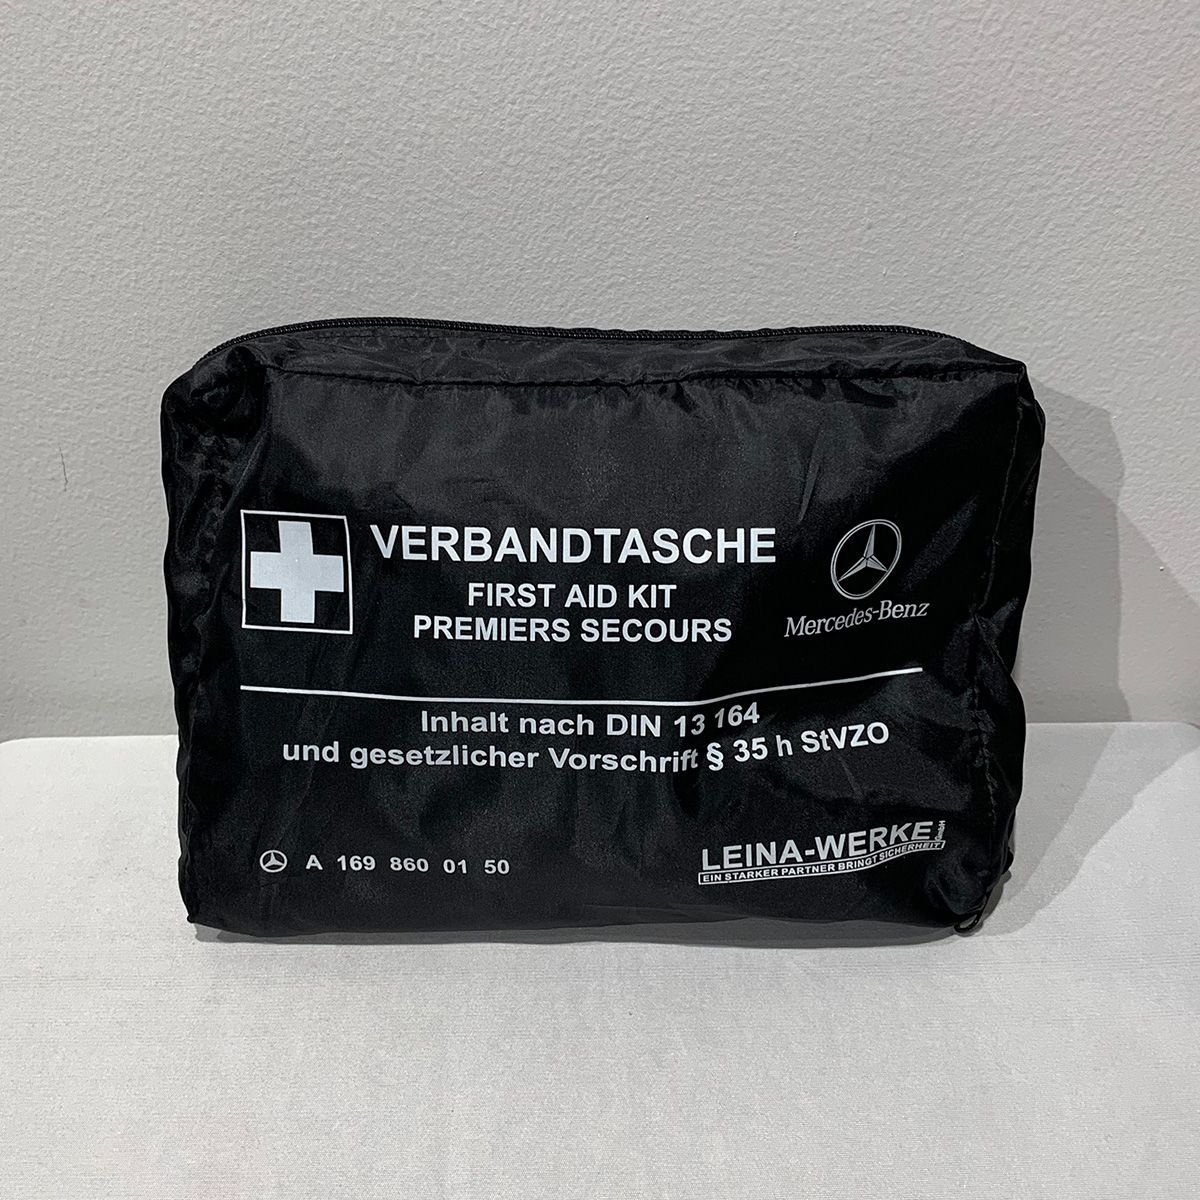 VERBANDTASCHE
FIRST AID KIT
PREMIERS SECOURS
Mercedes-Benz
Inhalt nach DIN 13 164
und gesetzlicher Vorschrift § 35 h StVZO
A 169 860 01 50
LEINA-WERKE GmbH
EIN STARKER PARTNER BRINGT SICHERHEIT